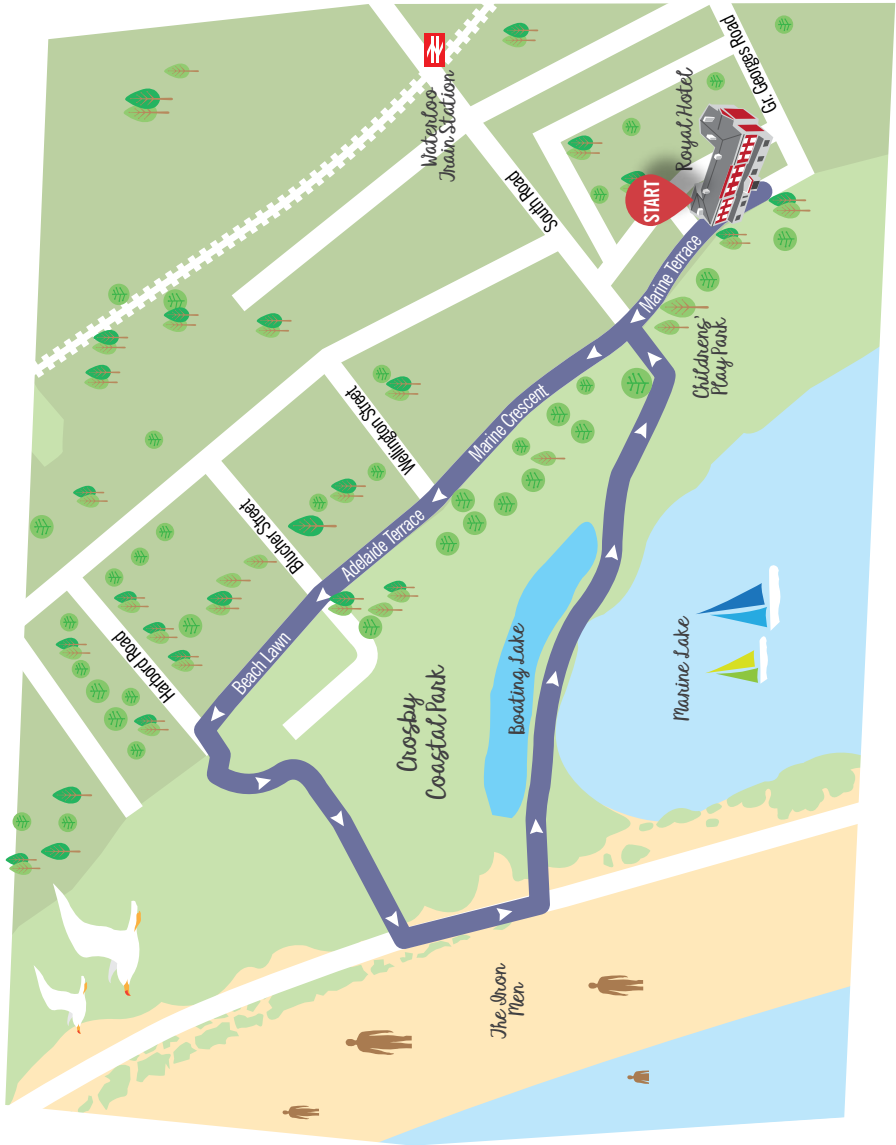 Gt. Georges Road
Royal Hotel
START
Waterloo
Train Station
South Road
Marine Terrace
Childrens'
Play Park
Marine Crescent
Wellington Street
Adelaide Terrace
Blucher Street
Beach Lawn
Harbord Road
Crosby
Coastal Park
Boating Lake
Marine Lake
The Iron
Men